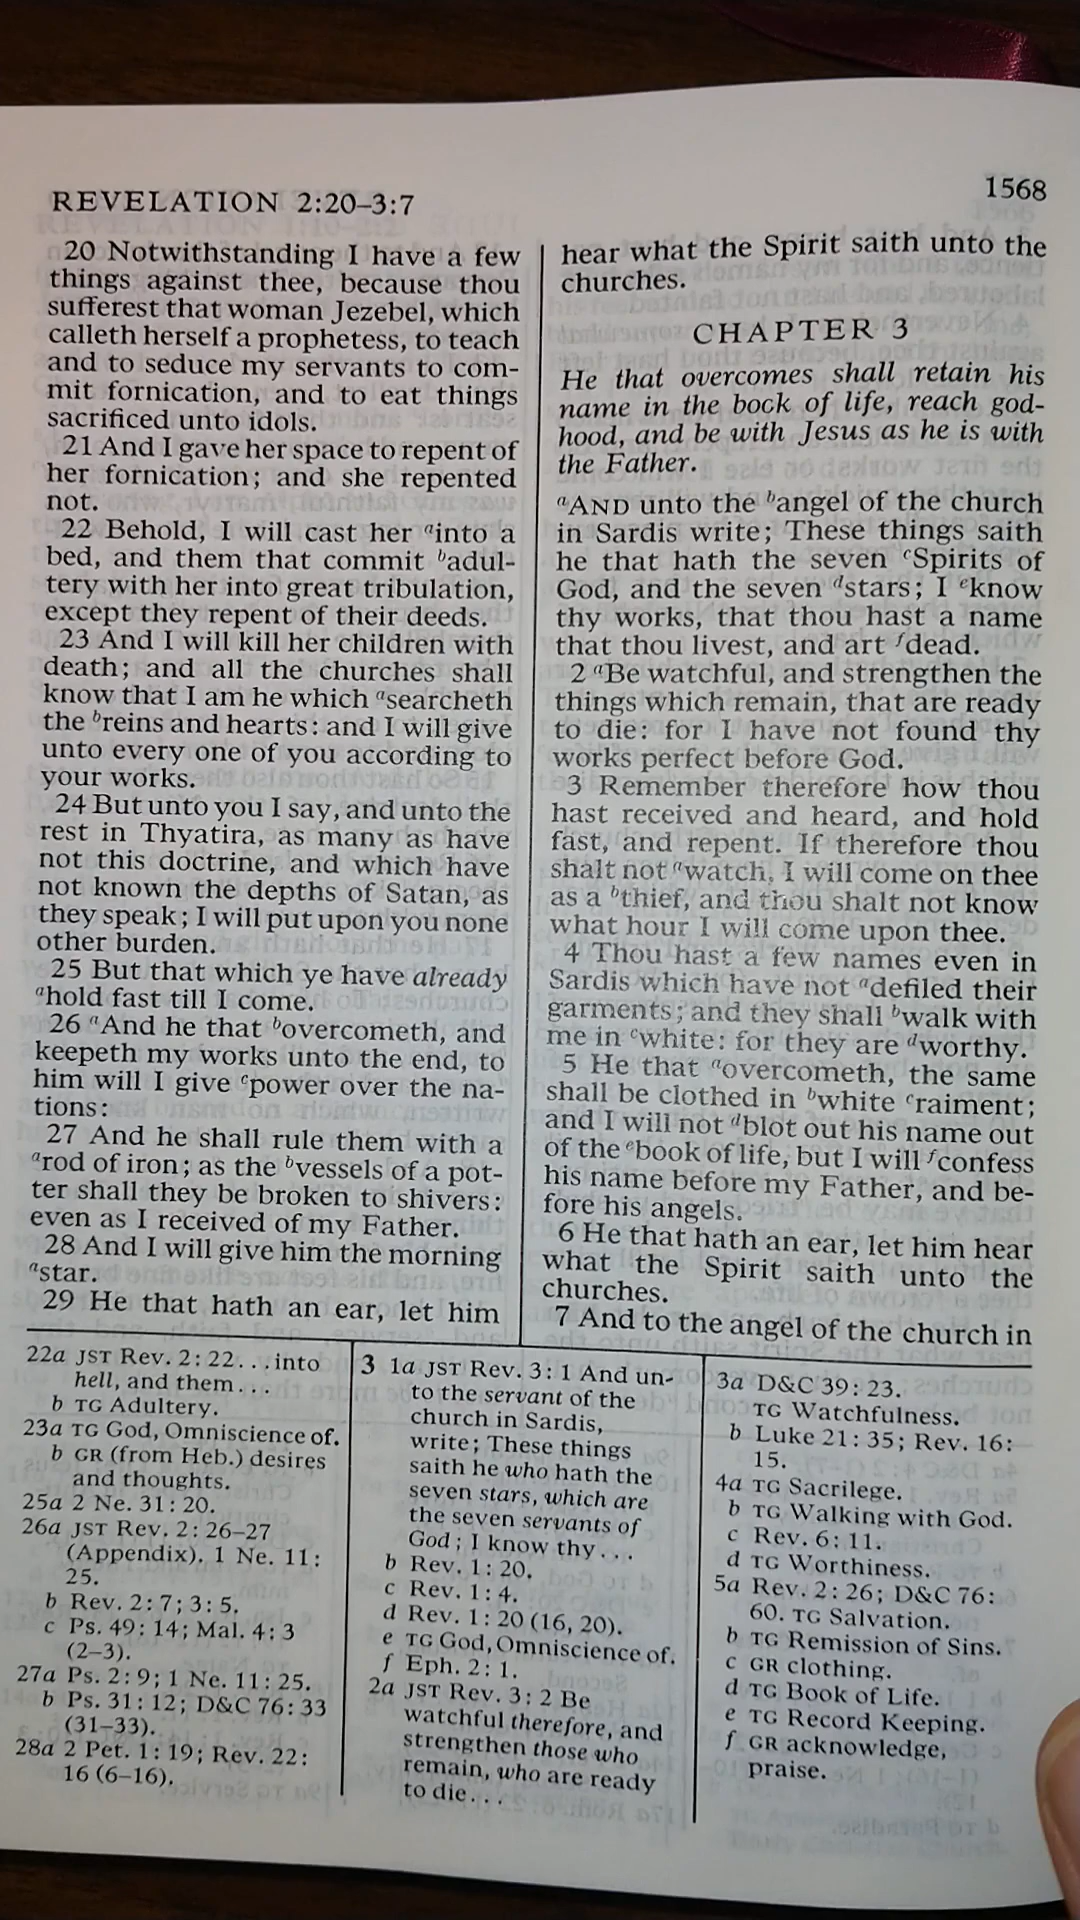 REVELATION 2:20–3:7
1568
20 Notwithstanding I have a few
things against thee, because thou
sufferest that woman Jezebel, which
calleth herself a prophetess, to teach
and to seduce my servants to com-
mit fornication, and to eat things
sacrificed unto idols.
21 And I gave her space to repent of
her fornication; and she repented
not.
22 Behold, I will cast her a into a
bed, and them that commit b adul-
tery with her into great tribulation,
except they repent of their deeds.
23 And I will kill her children with
death; and all the churches shall
know that I am he which a searcheth
the b reins and hearts: and I will give
unto every one of you according to
your works.
24 But unto you I say, and unto the
rest in Thyatira, as many as have
not this doctrine, and which have
not known the depths of Satan, as
they speak; I will put upon you none
other burden.
25 But that which ye have already
a hold fast till I come.
26 a And he that b overcometh, and
keepeth my works unto the end, to
him will I give c power over the na-
tions:
27 And he shall rule them with a
a rod of iron; as the b vessels of a pot-
ter shall they be broken to shivers:
even as I received of my Father.
28 And I will give him the morning
a star.
29 He that hath an ear, let him
hear what the Spirit saith unto the
churches.
CHAPTER 3
He that overcomes shall retain his
name in the bock of life, reach god-
hood, and be with Jesus as he is with
the Father.
a AND unto the b angel of the church
in Sardis write; These things saith
he that hath the seven c Spirits of
God, and the seven d stars; I e know
thy works, that thou hast a name
that thou livest, and art f dead.
2 a Be watchful, and strengthen the
things which remain, that are ready
to die: for I have not found thy
works perfect before God.
3 Remember therefore how thou
hast received and heard, and hold
fast, and repent. If therefore thou
shalt not a watch, I will come on thee
as a b thief, and thou shalt not know
what hour I will come upon thee.
4 Thou hast a few names even in
Sardis which have not a defiled their
garments; and they shall b walk with
me in c white: for they are d worthy.
5 He that a overcometh, the same
shall be clothed in b white c raiment;
and I will not d blot out his name out
of the e book of life, but I will f confess
his name before my Father, and be-
fore his angels.
6 He that hath an ear, let him hear
what the Spirit saith unto the
churches.
7 And to the angel of the church in
22a JST Rev. 2:22...into
hell, and them...
b TG Adultery.
23a TG God, Omniscience of.
b GR (from Heb.) desires
and thoughts.
25a 2 Ne. 31:20.
26a JST Rev. 2:26–27
(Appendix). 1 Ne. 11:
25.
b Rev. 2:7; 3:5.
c Ps. 49:14; Mal. 4:3
(2–3).
27a Ps. 2:9; 1 Ne. 11:25.
b Ps. 31:12; D&C 76:33
(31–33).
28a 2 Pet. 1:19; Rev. 22:
16 (6–16).
3 1a JST Rev. 3:1 And un-
to the servant of the
church in Sardis,
write; These things
saith he who hath the
seven stars, which are
the seven servants of
God; I know thy...
b Rev. 1:20.
c Rev. 1:4.
d Rev. 1:20 (16, 20).
e TG God, Omniscience of.
f Eph. 2:1.
2a JST Rev. 3:2 Be
watchful therefore, and
strengthen those who
remain, who are ready
to die...
3a D&C 39:23.
TG Watchfulness.
b Luke 21:35; Rev. 16:
15.
4a TG Sacrilege.
b TG Walking with God.
c Rev. 6:11.
d TG Worthiness.
5a Rev. 2:26; D&C 76:
60. TG Salvation.
b TG Remission of Sins.
c GR clothing.
d TG Book of Life.
e TG Record Keeping.
f GR acknowledge,
praise.